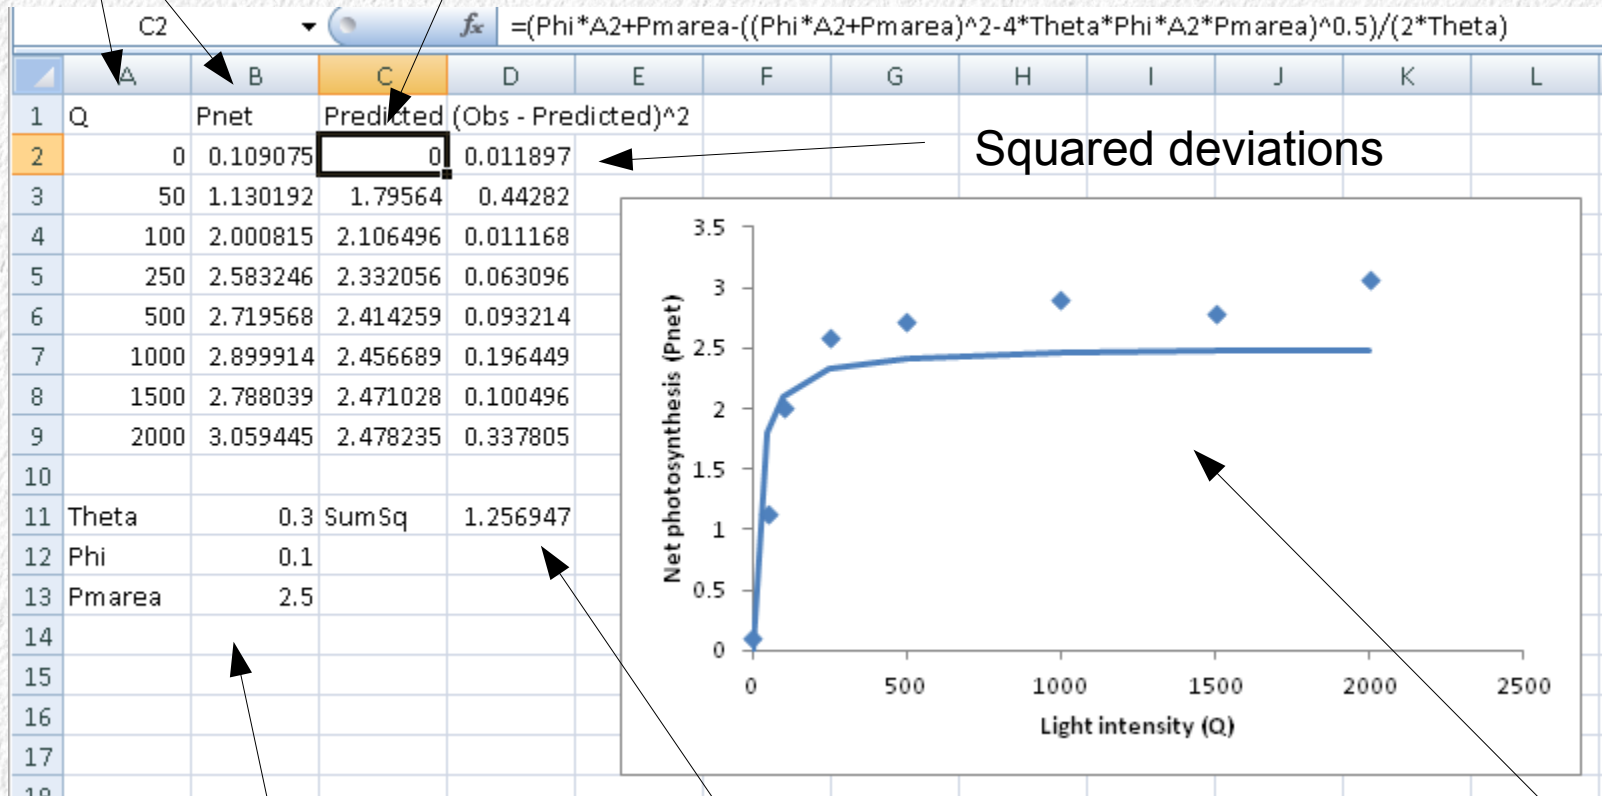 C2 fx =(Phi*A2+Pmarea-((Phi*A2+Pmarea)^2-4*Theta*Phi*A2*Pmarea)^0.5)/(2*Theta)
A B C D E F G H I J K L
1 Q Pnet Predicted (Obs - Predicted)^2
2 0 0.109075 0 0.011897
Squared deviations
3 50 1.130192 1.79564 0.44282
4 100 2.000815 2.106496 0.011168
5 250 2.583246 2.332056 0.063096
6 500 2.719568 2.414259 0.093214
7 1000 2.899914 2.456689 0.196449
8 1500 2.788039 2.471028 0.100496
9 2000 3.059445 2.478235 0.337805
10
11 Theta 0.3 SumSq 1.256947
12 Phi 0.1
13 Pmarea 2.5
14
15
16
17
18
3.5
3
2.5
2
1.5
1
0.5
0
Net photosynthesis (Pnet)
0 500 1000 1500 2000 2500
Light intensity (Q)